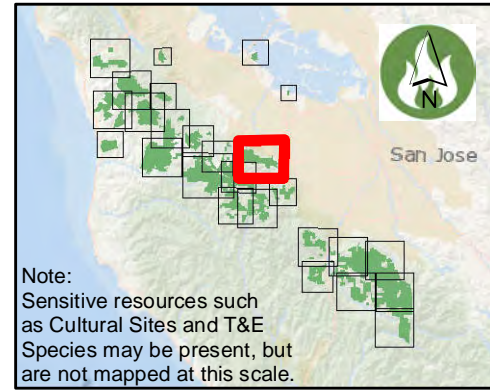 N
San Jose
Note:
Sensitive resources such
as Cultural Sites and T&E
Species may be present, but
are not mapped at this scale.